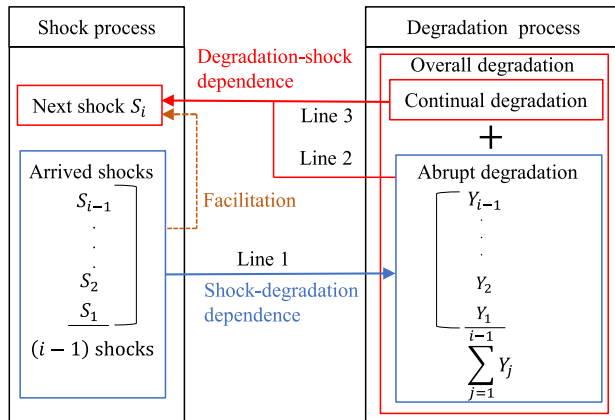 Shock process
Degradation process
Degradation-shock
dependence
Overall degradation
Next shock S_i
Continual degradation
Line 3
+
Line 2
Arrived shocks
S_{i-1}
.
.
.
S_2
S_1
(i − 1) shocks
Facilitation
Line 1
Shock-degradation
dependence
Abrupt degradation
Y_{i-1}
.
.
.
Y_2
Y_1
i−1
∑ Y_j
j=1